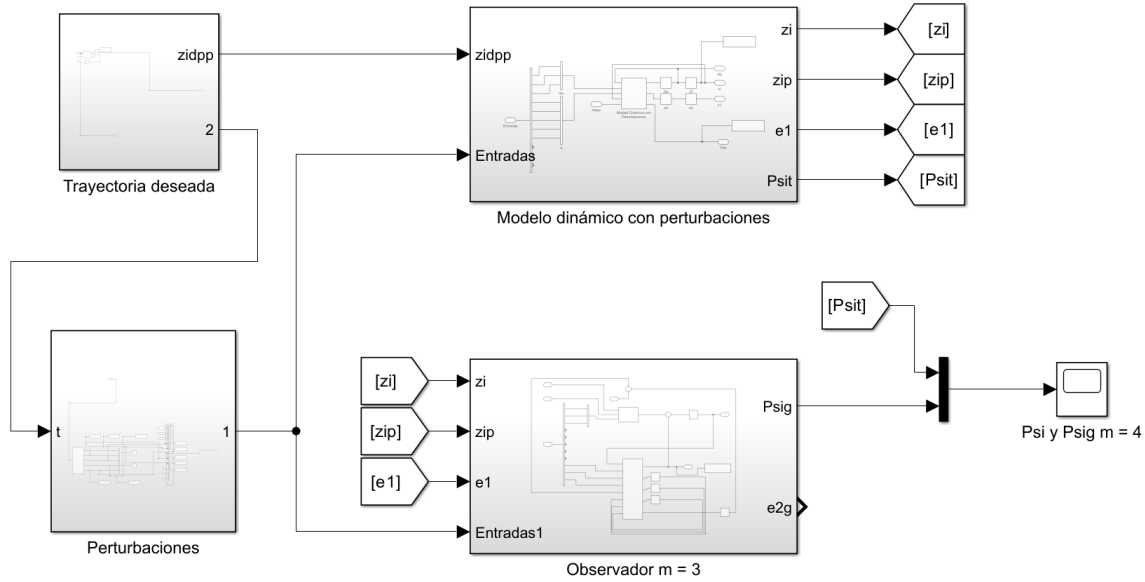 zidpp
2
Trayectoria deseada
zidpp
Entradas
zi
zip
e1
Psit
Modelo dinámico con perturbaciones
[zi]
[zip]
[e1]
[Psit]
t
1
Perturbaciones
[zi]
[zip]
[e1]
zi
zip
e1
Entradas1
Psig
e2g
Observador m = 3
[Psit]
Psi y Psig m = 4